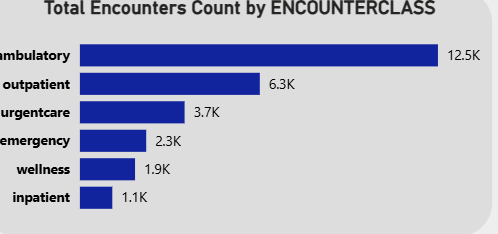 Total Encounters Count by ENCOUNTERCLASS
ambulatory 12.5K
outpatient 6.3K
urgentcare 3.7K
emergency 2.3K
wellness 1.9K
inpatient 1.1K